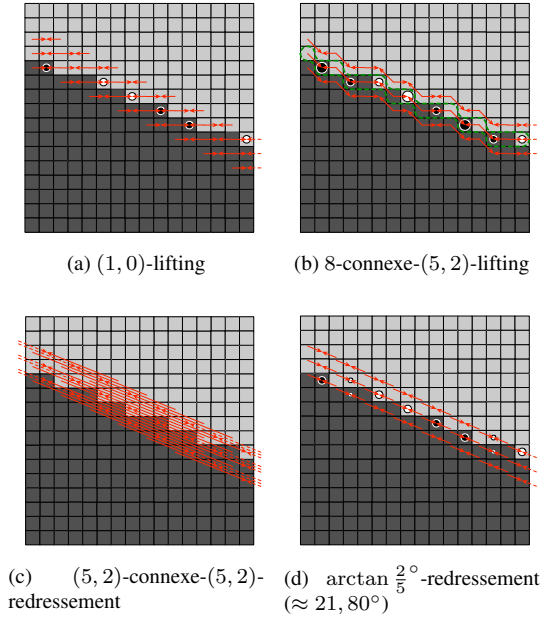 (a) (1, 0)-lifting
(b) 8-connexe-(5, 2)-lifting
(c) (5, 2)-connexe-(5, 2)-
redressement
(d) arctan 2/5°-redressement
(≈ 21, 80°)